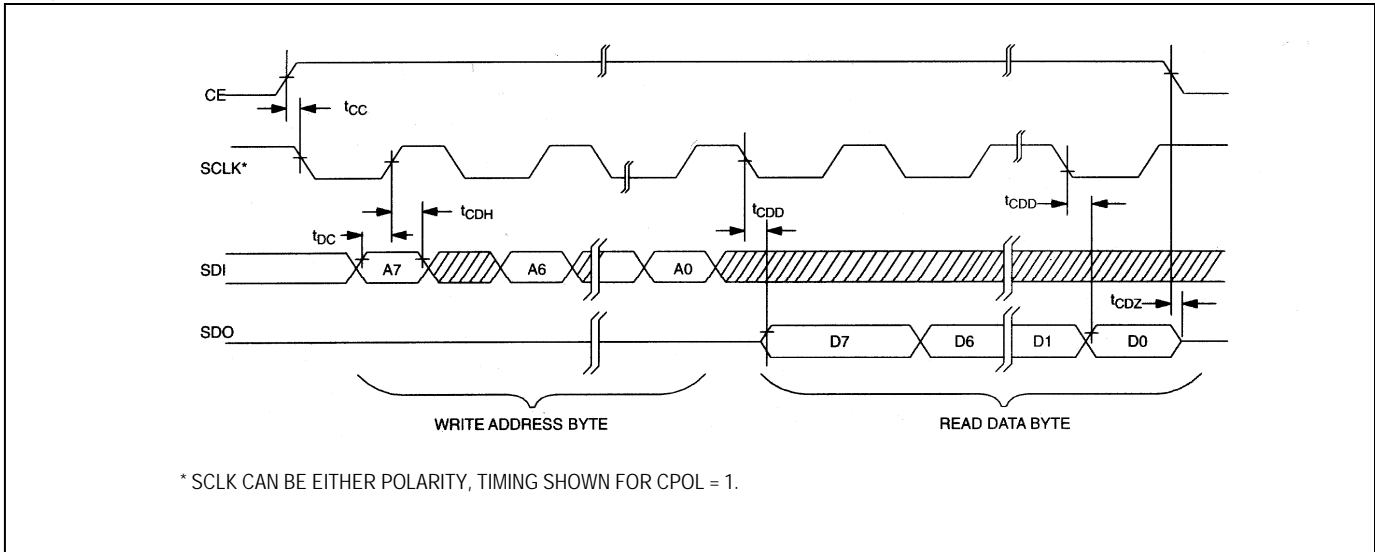 CE
tCC
SCLK*
tCDH
tCDD
tCDD
tDC
SDI
A7
A6
A0
tCDZ
SDO
D7
D6
D1
D0
WRITE ADDRESS BYTE
READ DATA BYTE
* SCLK CAN BE EITHER POLARITY, TIMING SHOWN FOR CPOL = 1.